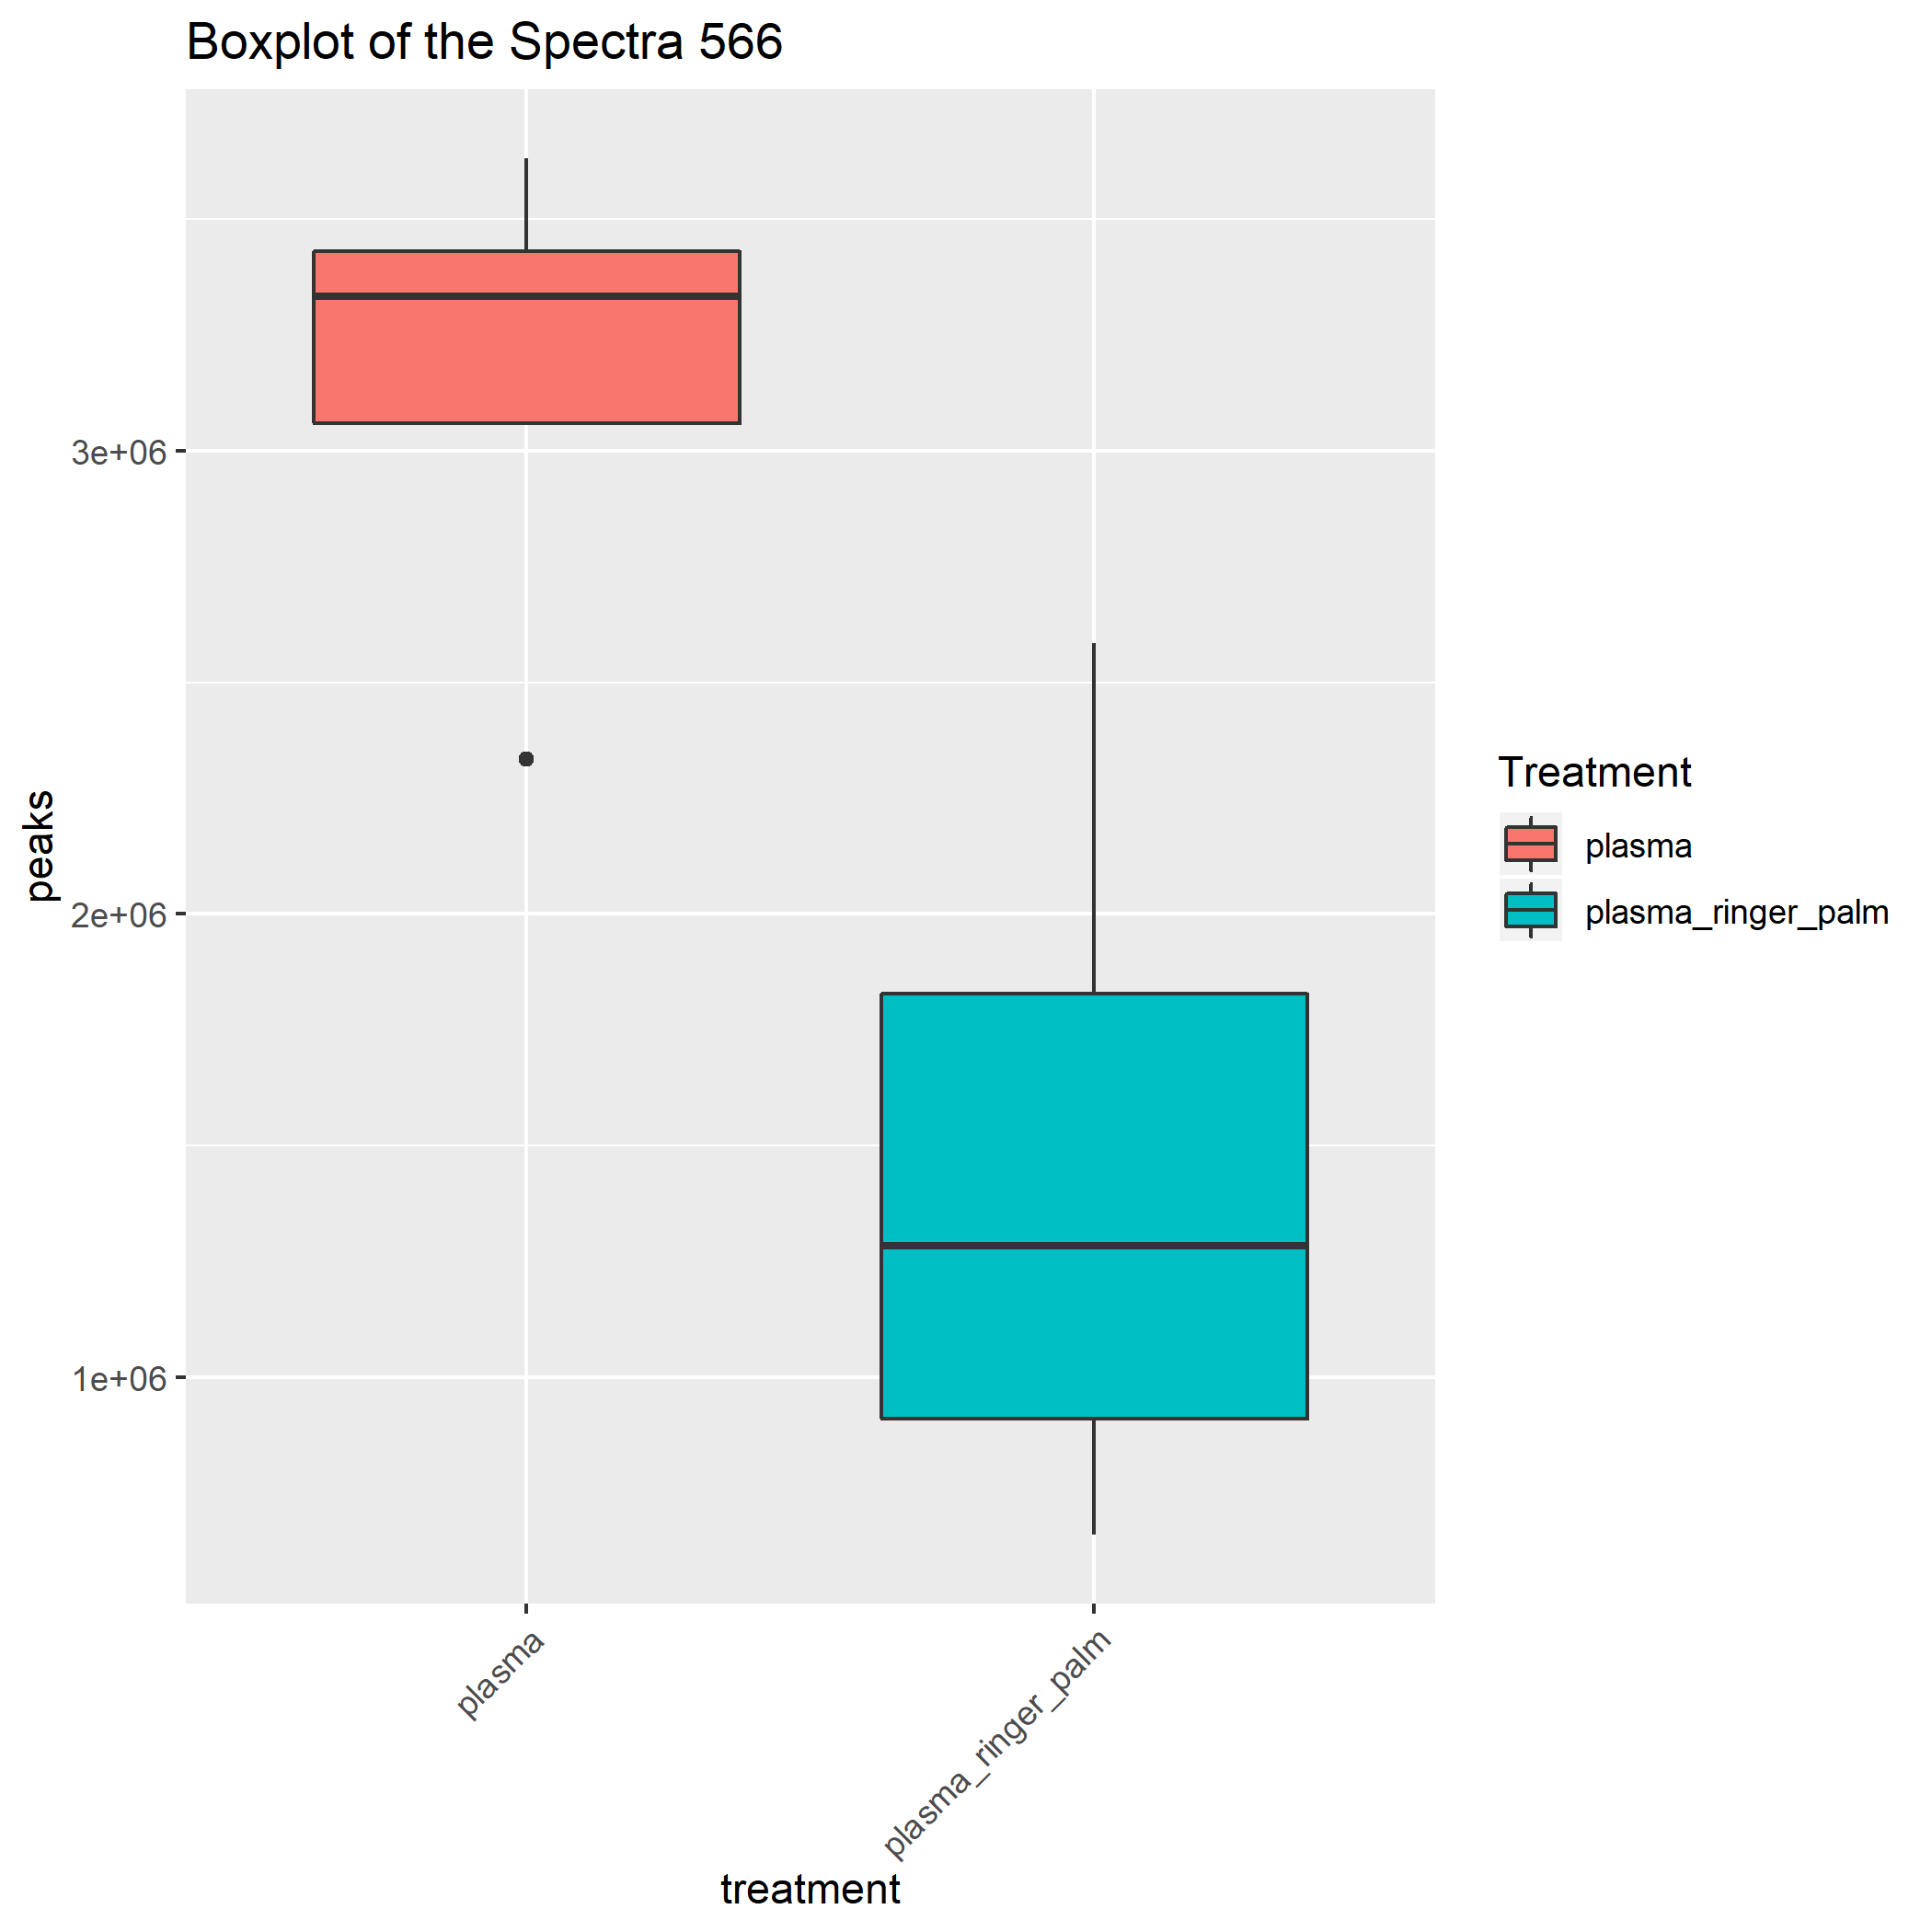 Boxplot of the Spectra 566
peaks
3e+06
2e+06
1e+06
plasma
plasma_ringer_palm
treatment
Treatment
plasma
plasma_ringer_palm